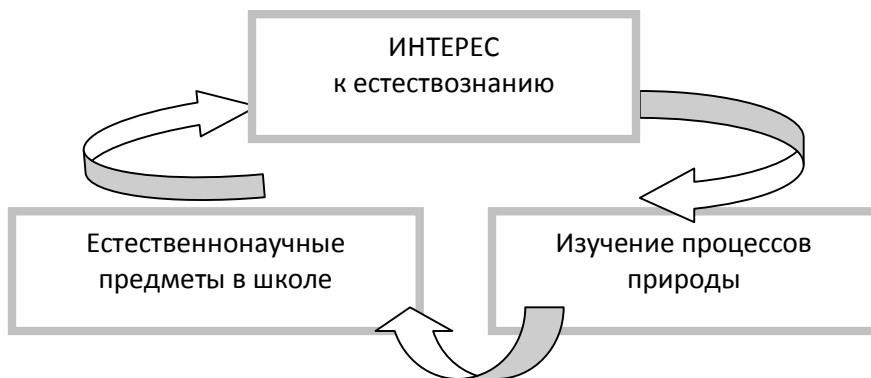 ИНТЕРЕС
к естествознанию
Естественнонаучные
предметы в школе
Изучение процессов
природы